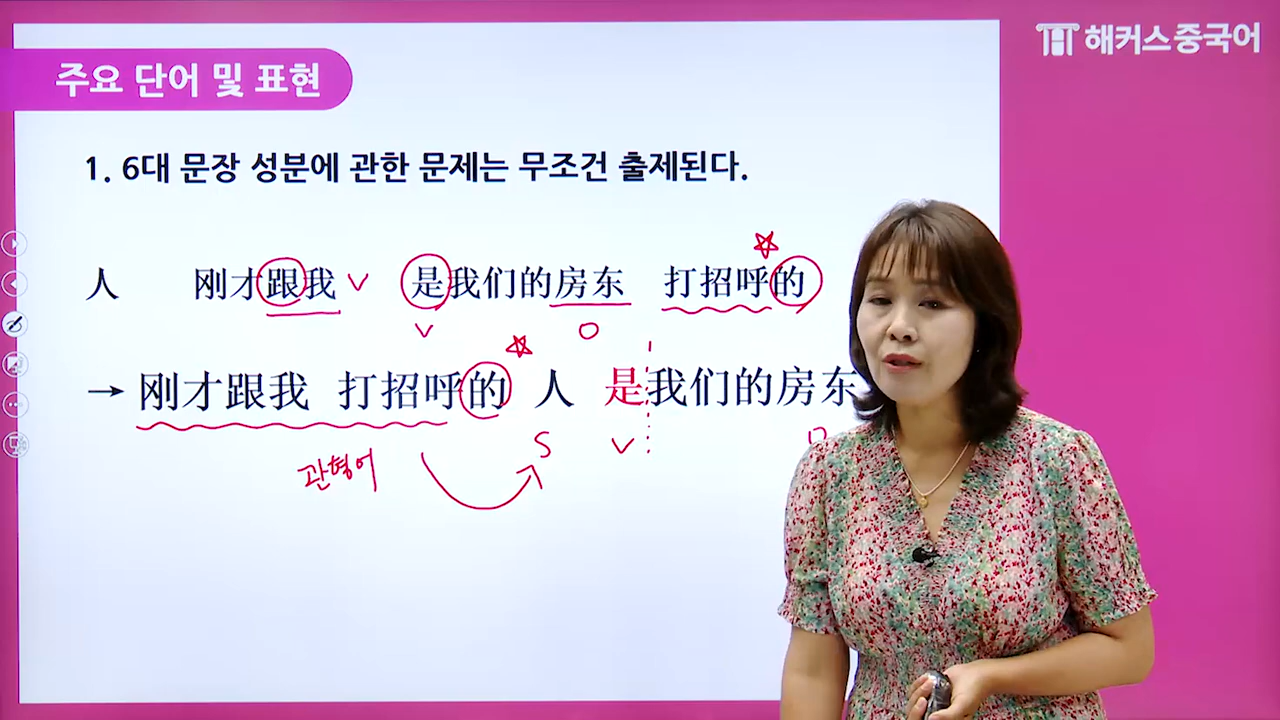 해커스 중국어
주요 단어 및 표현
1. 6대 문장 성분에 관한 문제는 무조건 출제된다.
人 刚才跟我 V 是我们的房东 打招呼的
V O
→ 刚才跟我 打招呼的 人 是我们的房东
관형어 S V